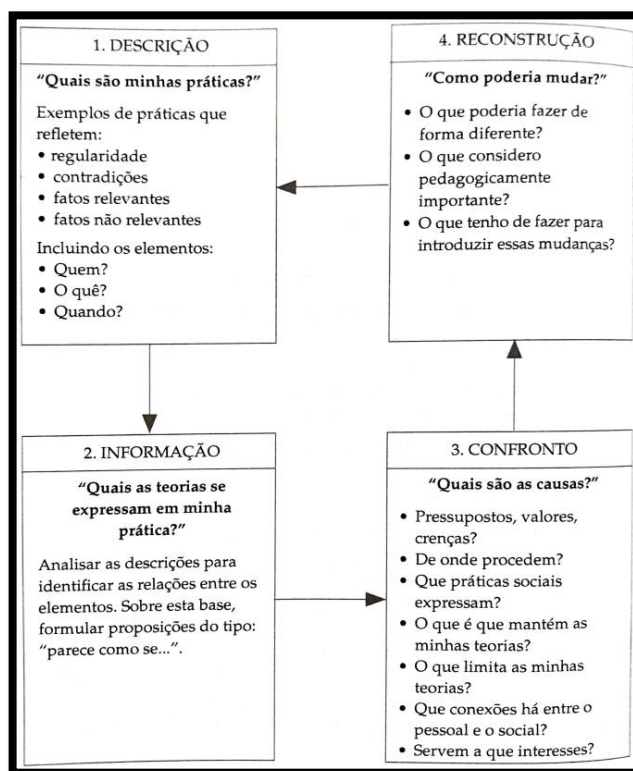 1. DESCRIÇÃO
“Quais são minhas práticas?”
Exemplos de práticas que
refletem:
• regularidade
• contradições
• fatos relevantes
• fatos não relevantes
Incluindo os elementos:
• Quem?
• O quê?
• Quando?
2. INFORMAÇÃO
“Quais as teorias se
expressam em minha
prática?”
Analisar as descrições para
identificar as relações entre os
elementos. Sobre esta base,
formular proposições do tipo:
“parece como se...”.
3. CONFRONTO
“Quais são as causas?”
• Pressupostos, valores,
crenças?
• De onde procedem?
• Que práticas sociais
expressam?
• O que é que mantém as
minhas teorias?
• O que limita as minhas
teorias?
• Que conexões há entre o
pessoal e o social?
• Servem a que interesses?
4. RECONSTRUÇÃO
“Como poderia mudar?”
• O que poderia fazer de
forma diferente?
• O que considero
pedagogicamente
importante?
• O que tenho de fazer para
introduzir essas mudanças?